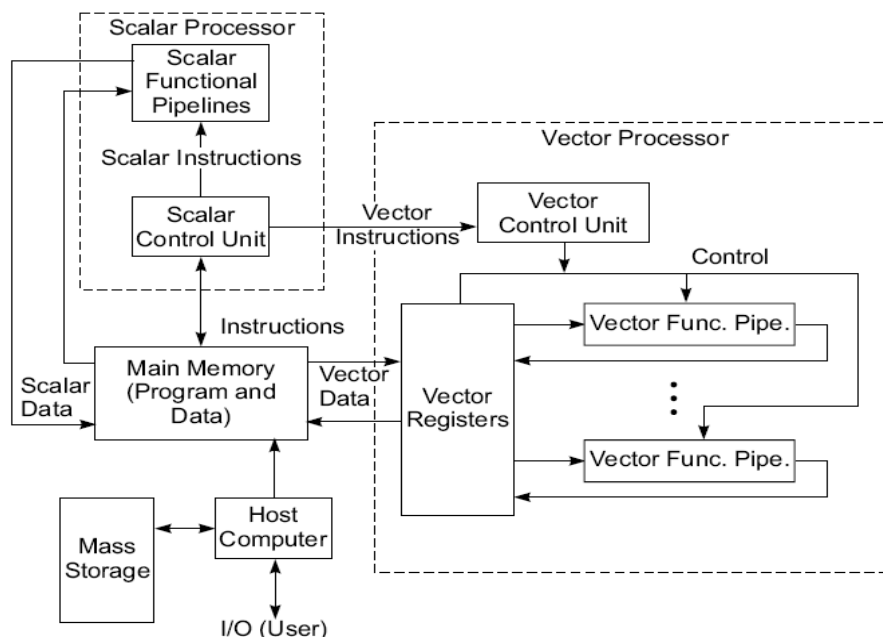 Scalar Processor
Scalar
Functional
Pipelines
Scalar Instructions
Scalar
Control Unit
Vector
Instructions
Vector Processor
Vector
Control Unit
Control
Vector Func. Pipe.
Instructions
Main Memory
(Program and
Data)
Scalar
Data
Vector
Data
Vector
Registers
Vector Func. Pipe.
Mass
Storage
Host
Computer
I/O (User)